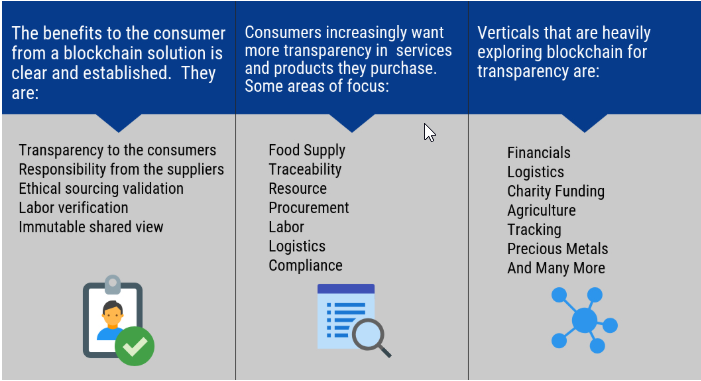 The benefits to the consumer
from a blockchain solution is
clear and established. They
are:
Transparency to the consumers
Responsibility from the suppliers
Ethical sourcing validation
Labor verification
Immutable shared view
Consumers increasingly want
more transparency in services
and products they purchase.
Some areas of focus:
Food Supply
Traceability
Resource
Procurement
Labor
Logistics
Compliance
Verticals that are heavily
exploring blockchain for
transparency are:
Financials
Logistics
Charity Funding
Agriculture
Tracking
Precious Metals
And Many More